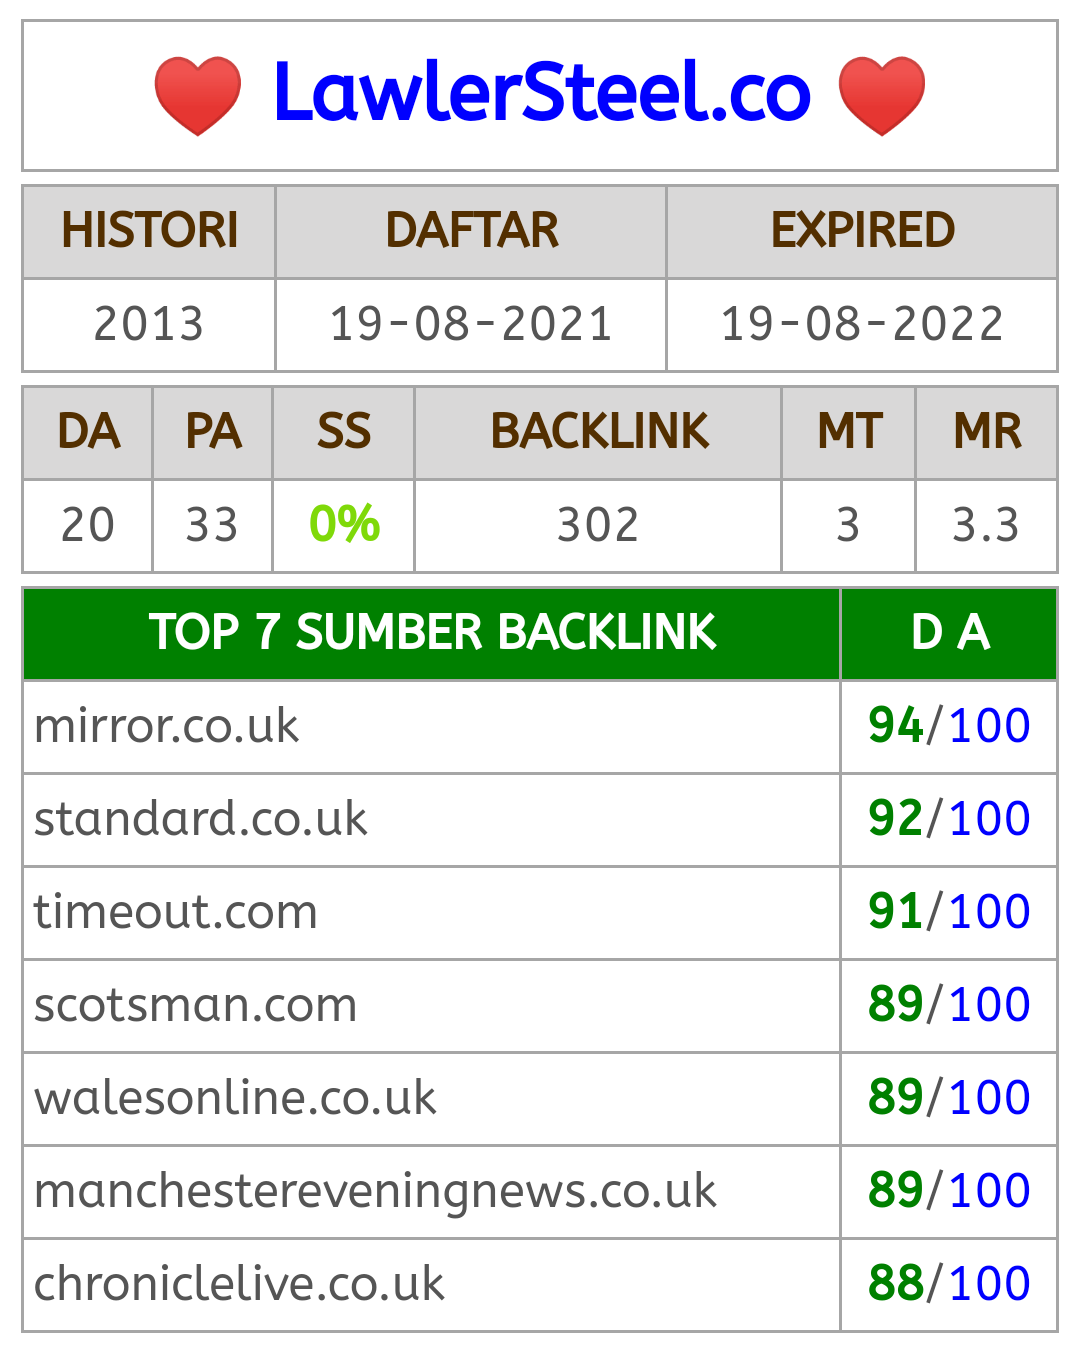 LawlerSteel.co
HISTORI DAFTAR EXPIRED
2013 19-08-2021 19-08-2022
DA PA SS BACKLINK MT MR
20 33 0% 302 3 3.3
TOP 7 SUMBER BACKLINK D A
mirror.co.uk 94/100
standard.co.uk 92/100
timeout.com 91/100
scotsman.com 89/100
walesonline.co.uk 89/100
manchestereveningnews.co.uk 89/100
chroniclelive.co.uk 88/100